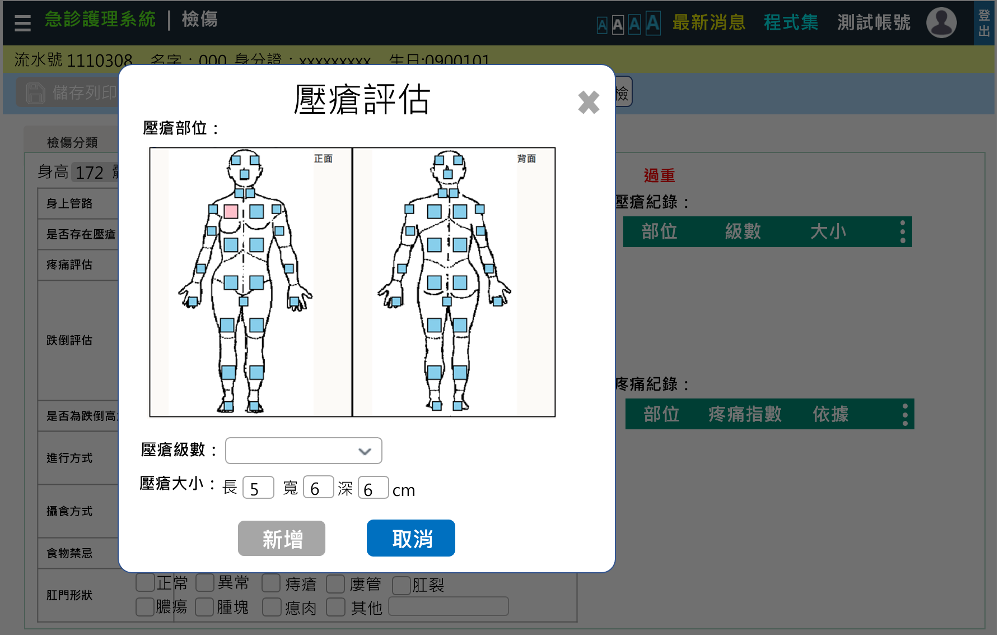 急診護理系統 | 檢傷
A A A A 最新消息 程式集 測試帳號 登出
流水號 1110308 名字：000 身分證：xxxxxxxxx 生日:0900101
儲存列印
檢
檢傷分類
身高 172
過重
身上管路
是否存在壓瘡
疼痛評估
跌倒評估
是否為跌倒高
進行方式
攝食方式
食物禁忌
肛門形狀
壓瘡評估
壓瘡部位：
正面 背面
壓瘡級數：
壓瘡大小：長 5 寬 6 深 6 cm
新增 取消
壓瘡紀錄：
部位 級數 大小
疼痛紀錄：
部位 疼痛指數 依據
正常 異常 痔瘡 廔管 肛裂
膿瘍 腫塊 瘜肉 其他